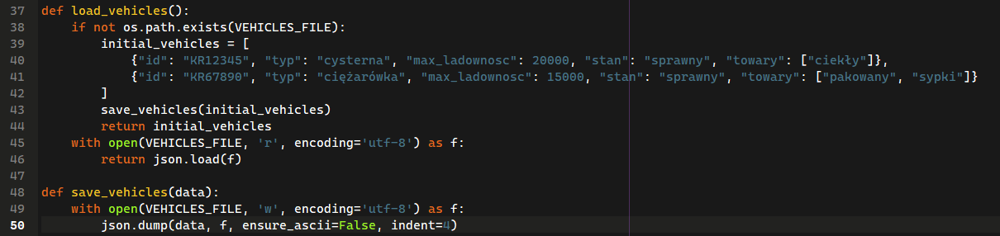 37 def load_vehicles():
38     if not os.path.exists(VEHICLES_FILE):
39         initial_vehicles = [
40             {"id": "KR12345", "typ": "cysterna", "max_ladownosc": 20000, "stan": "sprawny", "towary": ["ciekły"]},
41             {"id": "KR67890", "typ": "ciężarówka", "max_ladownosc": 15000, "stan": "sprawny", "towary": ["pakowany", "sypki"]}
42         ]
43         save_vehicles(initial_vehicles)
44         return initial_vehicles
45     with open(VEHICLES_FILE, 'r', encoding='utf-8') as f:
46         return json.load(f)
47
48 def save_vehicles(data):
49     with open(VEHICLES_FILE, 'w', encoding='utf-8') as f:
50         json.dump(data, f, ensure_ascii=False, indent=4)